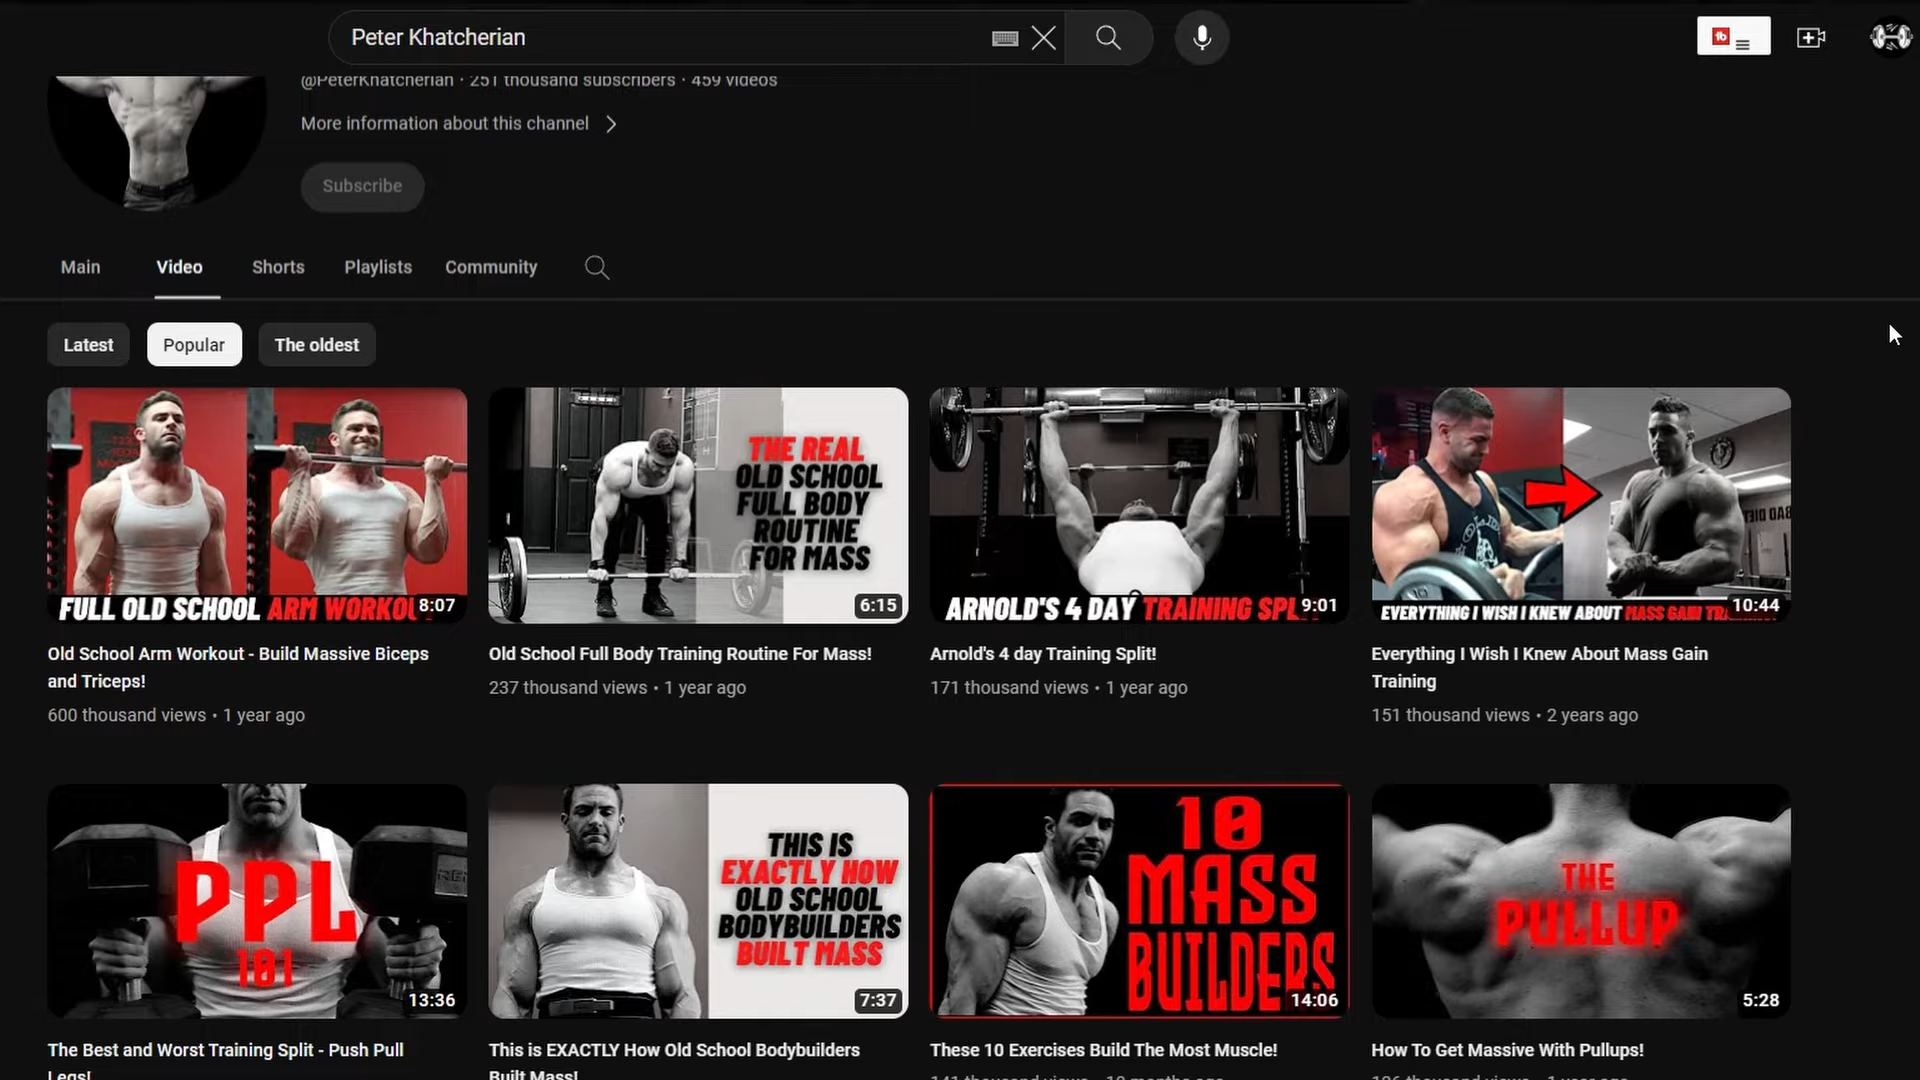 Peter Khatcherian
@PeterKhatcherian · 251 thousand subscribers · 459 videos
More information about this channel
Subscribe
Main Video Shorts Playlists Community
Latest Popular The oldest
FULL OLD SCHOOL ARM WORKOU
8:07
THE REAL
OLD SCHOOL
FULL BODY
ROUTINE
FOR MASS
6:15
ARNOLD'S 4 DAY TRAINING SPL
9:01
BAD DIET
EVERYTHING I WISH I KNEW ABOUT MASS GAIN TRA
10:44
Old School Arm Workout - Build Massive Biceps
and Triceps!
600 thousand views • 1 year ago
Old School Full Body Training Routine For Mass!
237 thousand views • 1 year ago
Arnold's 4 day Training Split!
171 thousand views • 1 year ago
Everything I Wish I Knew About Mass Gain
Training
151 thousand views • 2 years ago
PPL
101
13:36
THIS IS
EXACTLY HOW
OLD SCHOOL
BODYBUILDERS
BUILT MASS
7:37
10
MASS
BUILDERS
14:06
THE
PULLUP
5:28
The Best and Worst Training Split - Push Pull
Legs!
This is EXACTLY How Old School Bodybuilders
Built Mass!
These 10 Exercises Build The Most Muscle!
How To Get Massive With Pullups!